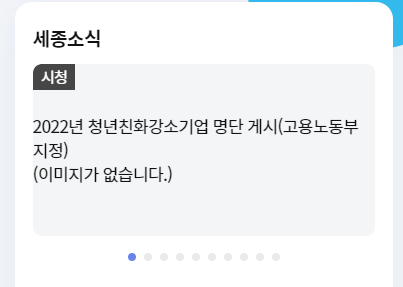 세종소식
시청
2022년 청년친화강소기업 명단 게시(고용노동부
지정)
(이미지가 없습니다.)